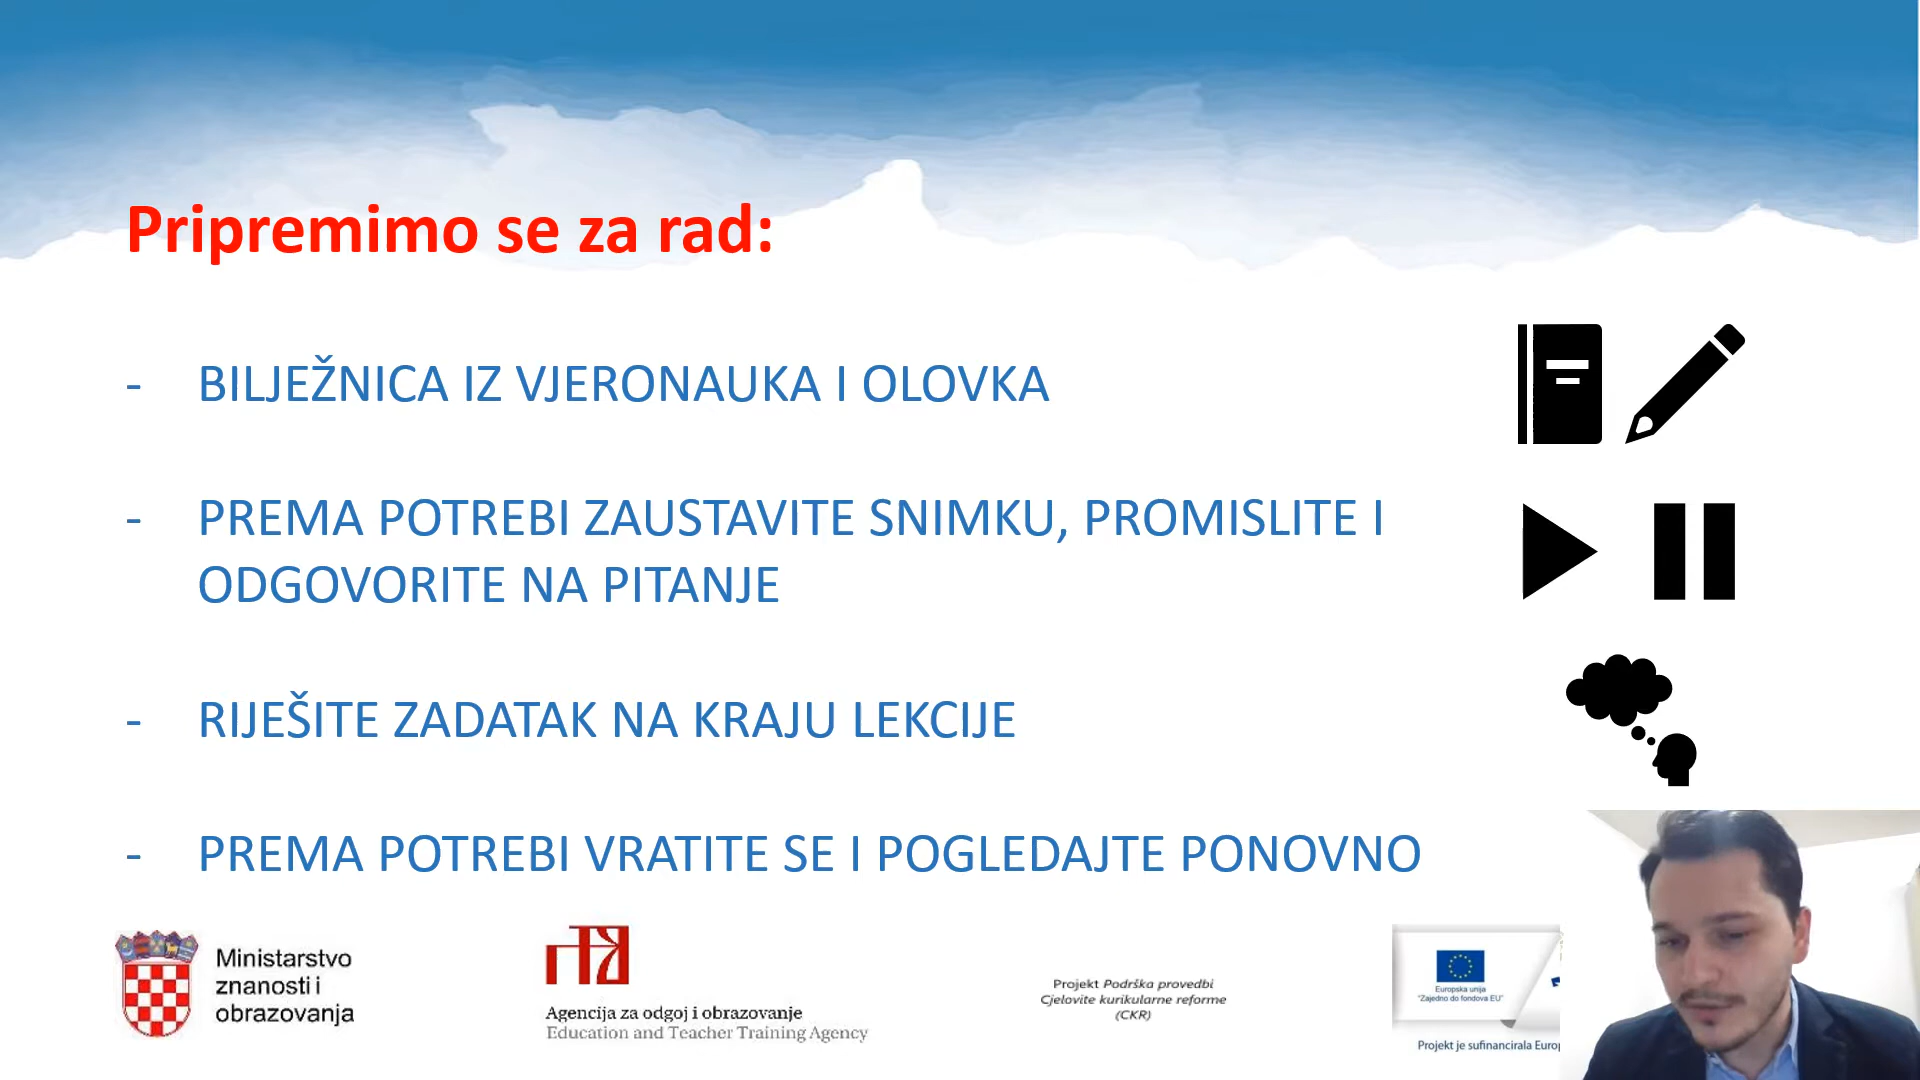 Pripremimo se za rad:
- BILJEŽNICA IZ VJERONAUKA I OLOVKA
- PREMA POTREBI ZAUSTAVITE SNIMKU, PROMISLITE I
ODGOVORITE NA PITANJE
- RIJEŠITE ZADATAK NA KRAJU LEKCIJE
- PREMA POTREBI VRATITE SE I POGLEDAJTE PONOVNO
Ministarstvo
znanosti i
obrazovanja
Agencija za odgoj i obrazovanje
Education and Teacher Training Agency
Projekt Podrška provedbi
Cjelovite kurikularne reforme
(CKR)
Europska unija
"Zajedno do fondova EU"
Projekt je sufinancirala